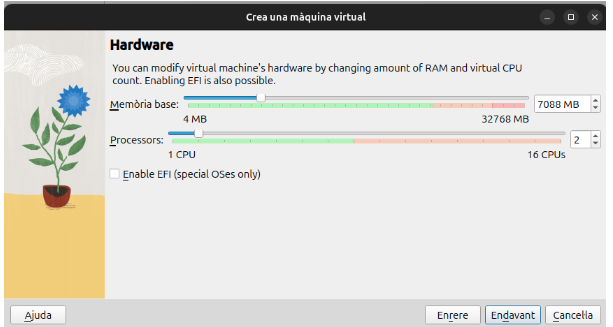 Crea una màquina virtual
Hardware
You can modify virtual machine's hardware by changing amount of RAM and virtual CPU
count. Enabling EFI is also possible.
Memòria base: 7088 MB
4 MB 32768 MB
Processors: 2
1 CPU 16 CPUs
Enable EFI (special OSes only)
Ajuda Enrere Endavant Cancel·la